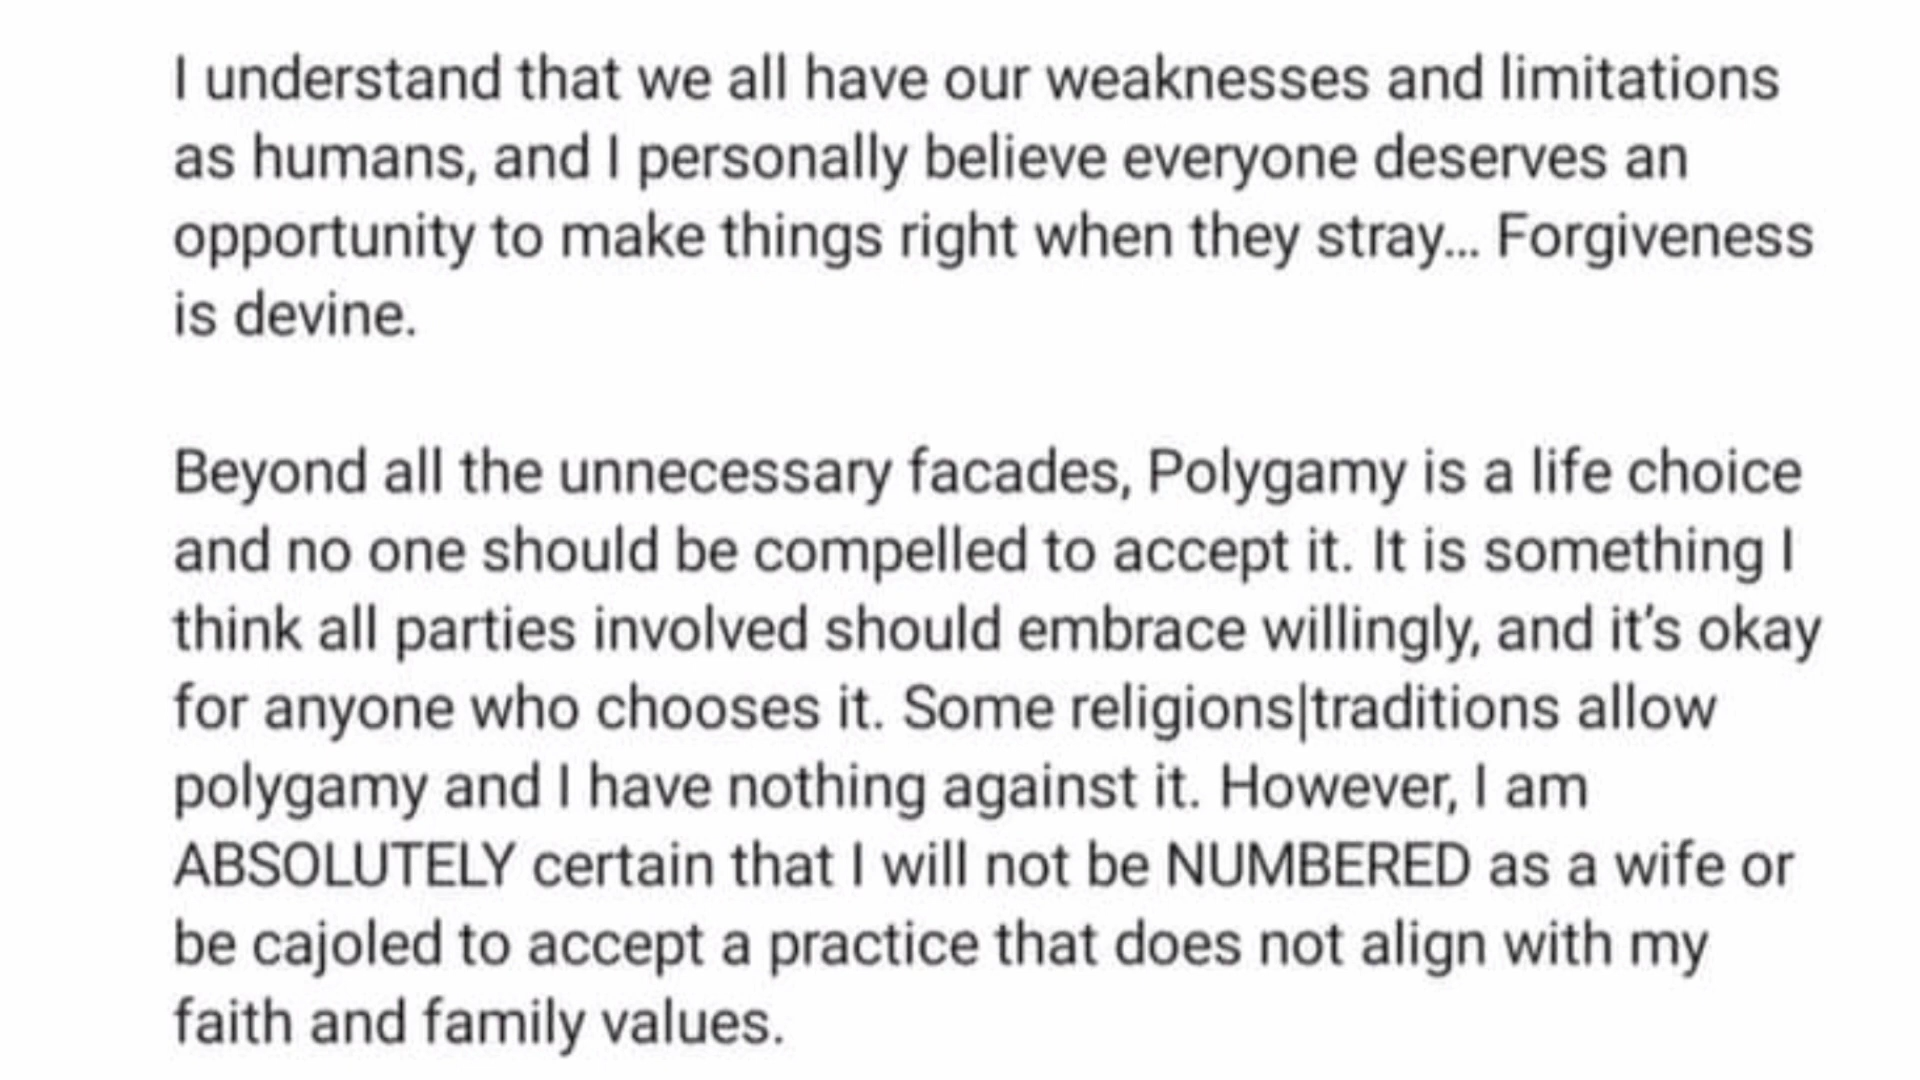 I understand that we all have our weaknesses and limitations
as humans, and I personally believe everyone deserves an
opportunity to make things right when they stray... Forgiveness
is devine.
Beyond all the unnecessary facades, Polygamy is a life choice
and no one should be compelled to accept it. It is something I
think all parties involved should embrace willingly, and it's okay
for anyone who chooses it. Some religions|traditions allow
polygamy and I have nothing against it. However, I am
ABSOLUTELY certain that I will not be NUMBERED as a wife or
be cajoled to accept a practice that does not align with my
faith and family values.